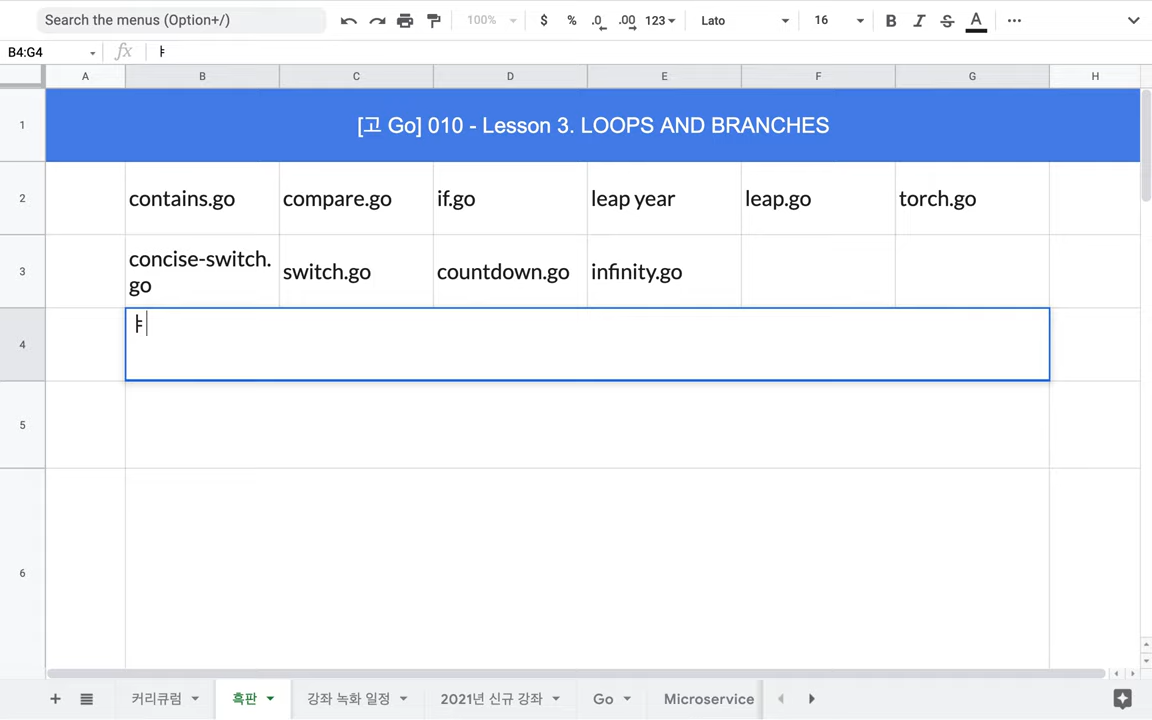 Search the menus (Option+/)
100%
$
%
.0
.00
123
Lato
16
B
I
S
A
B4:G4
fx
ㅑ
A
B
C
D
E
F
G
H
1
[고 Go] 010 - Lesson 3. LOOPS AND BRANCHES
2
contains.go
compare.go
if.go
leap year
leap.go
torch.go
3
concise-switch.
go
switch.go
countdown.go
infinity.go
4
ㅑ
5
6
커리큐럼
흑판
강좌 녹화 일정
2021년 신규 강좌
Go
Microservice